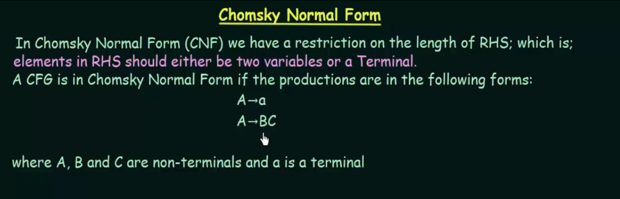 Chomsky Normal Form
In Chomsky Normal Form (CNF) we have a restriction on the length of RHS; which is;
elements in RHS should either be two variables or a Terminal.
A CFG is in Chomsky Normal Form if the productions are in the following forms:
A→a
A→BC
where A, B and C are non-terminals and a is a terminal